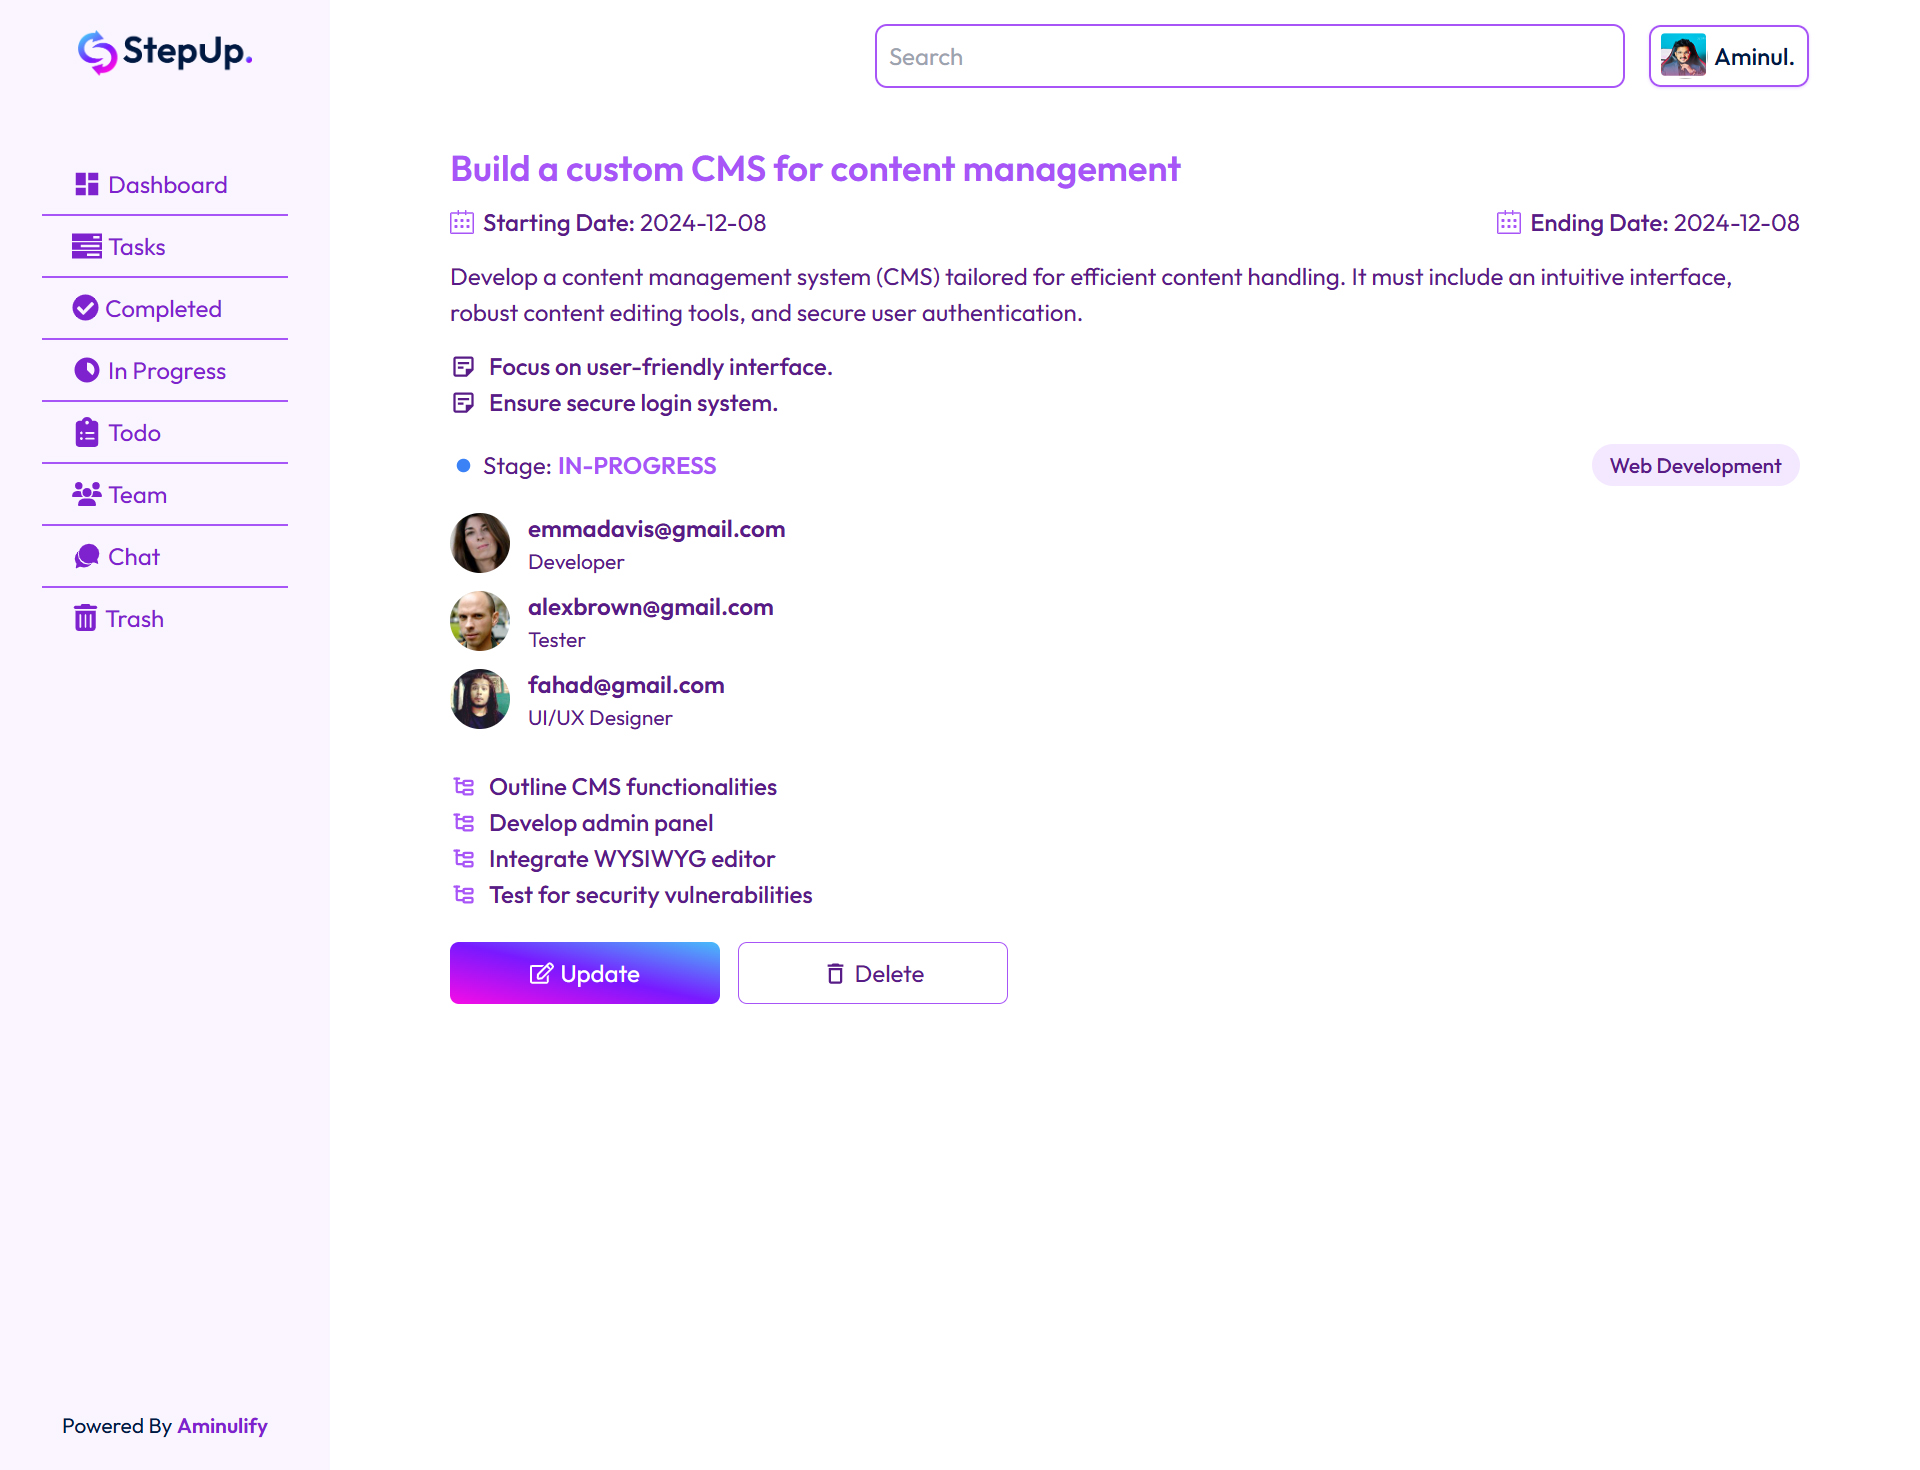 StepUp.
Search
Aminul.
Dashboard
Tasks
Completed
In Progress
Todo
Team
Chat
Trash
Build a custom CMS for content management
Starting Date: 2024-12-08
Ending Date: 2024-12-08
Develop a content management system (CMS) tailored for efficient content handling. It must include an intuitive interface,
robust content editing tools, and secure user authentication.
Focus on user-friendly interface.
Ensure secure login system.
Stage: IN-PROGRESS
Web Development
emmadavis@gmail.com
Developer
alexbrown@gmail.com
Tester
fahad@gmail.com
UI/UX Designer
Outline CMS functionalities
Develop admin panel
Integrate WYSIWYG editor
Test for security vulnerabilities
Update
Delete
Powered By Aminulify